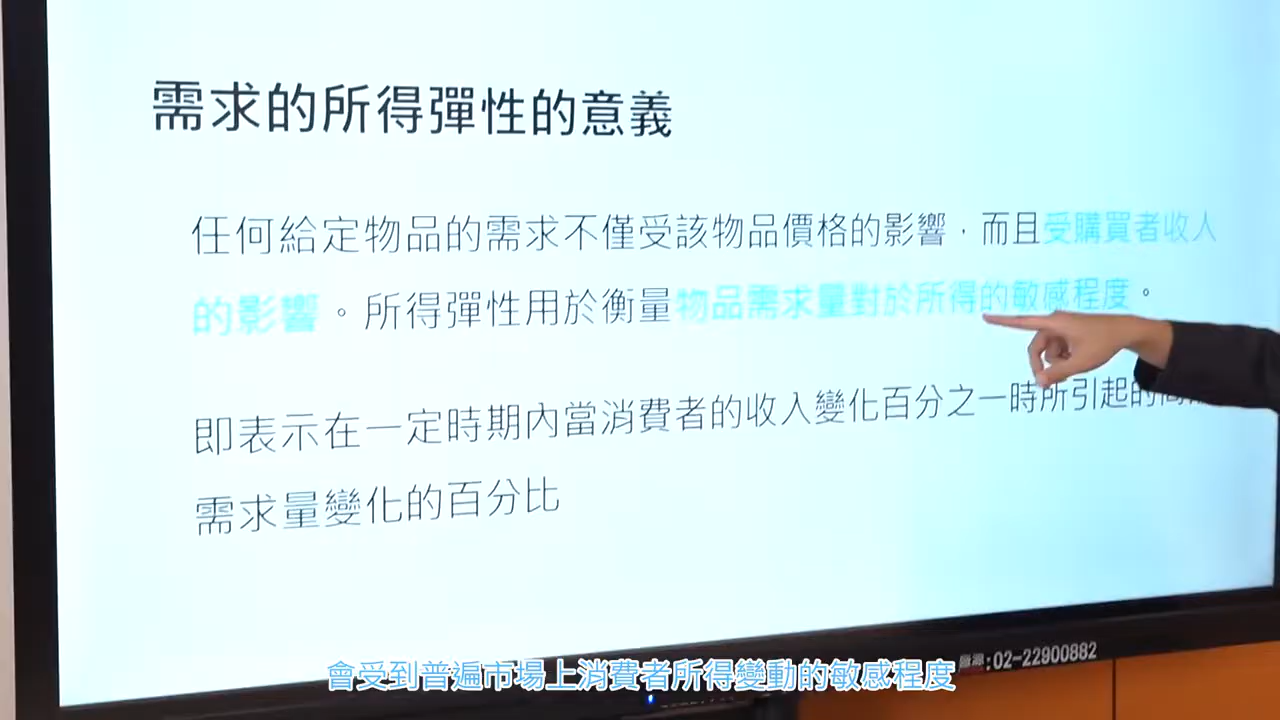 需求的所得彈性的意義
任何給定物品的需求不僅受該物品價格的影響，而且受購買者收入
的影響。所得彈性用於衡量物品需求量對於所得的敏感程度。
即表示在一定時期內當消費者的收入變化百分之一時所引起的
需求量變化的百分比
:02-22900882
會受到普遍市場上消費者所得變動的敏感程度